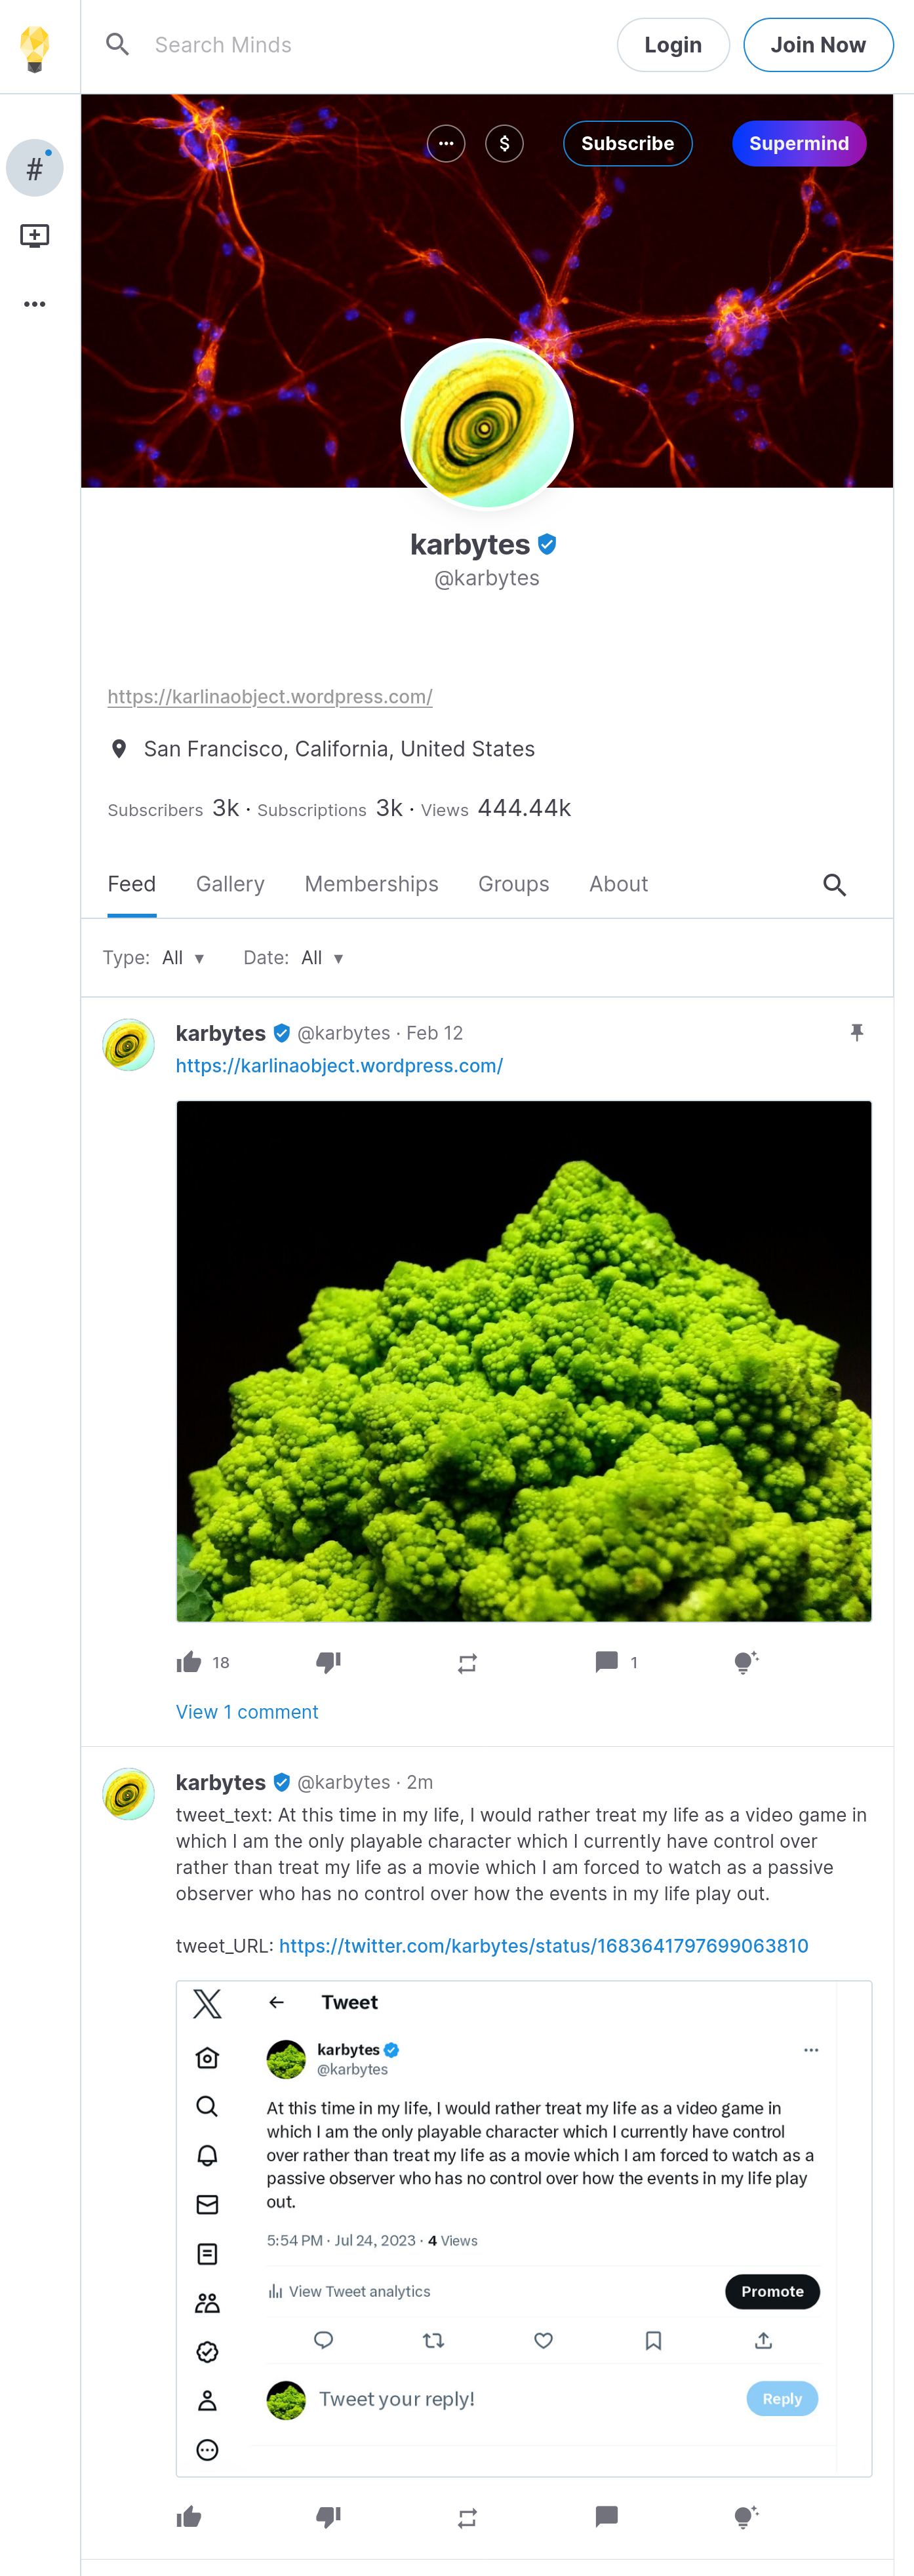 Search Minds
Login
Join Now
#
$
Subscribe
Supermind
karbytes
@karbytes
https://karlinaobject.wordpress.com/
San Francisco, California, United States
Subscribers 3k · Subscriptions 3k · Views 444.44k
Feed Gallery Memberships Groups About
Type: All ▾ Date: All ▾
karbytes @karbytes · Feb 12
https://karlinaobject.wordpress.com/
18
1
View 1 comment
karbytes @karbytes · 2m
tweet_text: At this time in my life, I would rather treat my life as a video game in
which I am the only playable character which I currently have control over
rather than treat my life as a movie which I am forced to watch as a passive
observer who has no control over how the events in my life play out.
tweet_URL: https://twitter.com/karbytes/status/1683641797699063810
Tweet
karbytes
@karbytes
At this time in my life, I would rather treat my life as a video game in
which I am the only playable character which I currently have control
over rather than treat my life as a movie which I am forced to watch as a
passive observer who has no control over how the events in my life play
out.
5:54 PM · Jul 24, 2023 · 4 Views
View Tweet analytics
Promote
Tweet your reply!
Reply